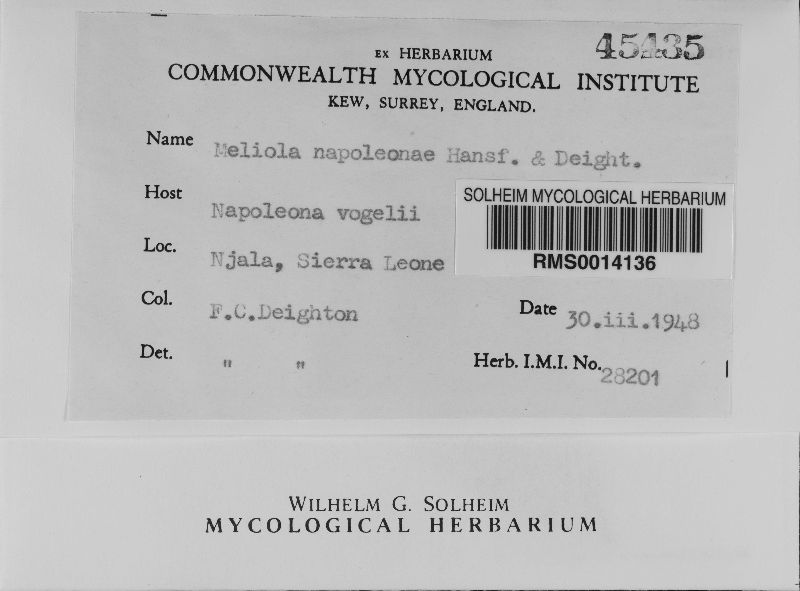 45435
EX HERBARIUM
COMMONWEALTH MYCOLOGICAL INSTITUTE
KEW, SURREY, ENGLAND.
Name Meliola napoleonae Hansf. & Deight.
Host Napoleona vogelii
SOLHEIM MYCOLOGICAL HERBARIUM
RMS0014136
Loc. Njala, Sierra Leone
Col. F.C.Deighton
Date 30.iii.1948
Det. " "
Herb. I.M.I. No. 28201
WILHELM G. SOLHEIM
MYCOLOGICAL HERBARIUM